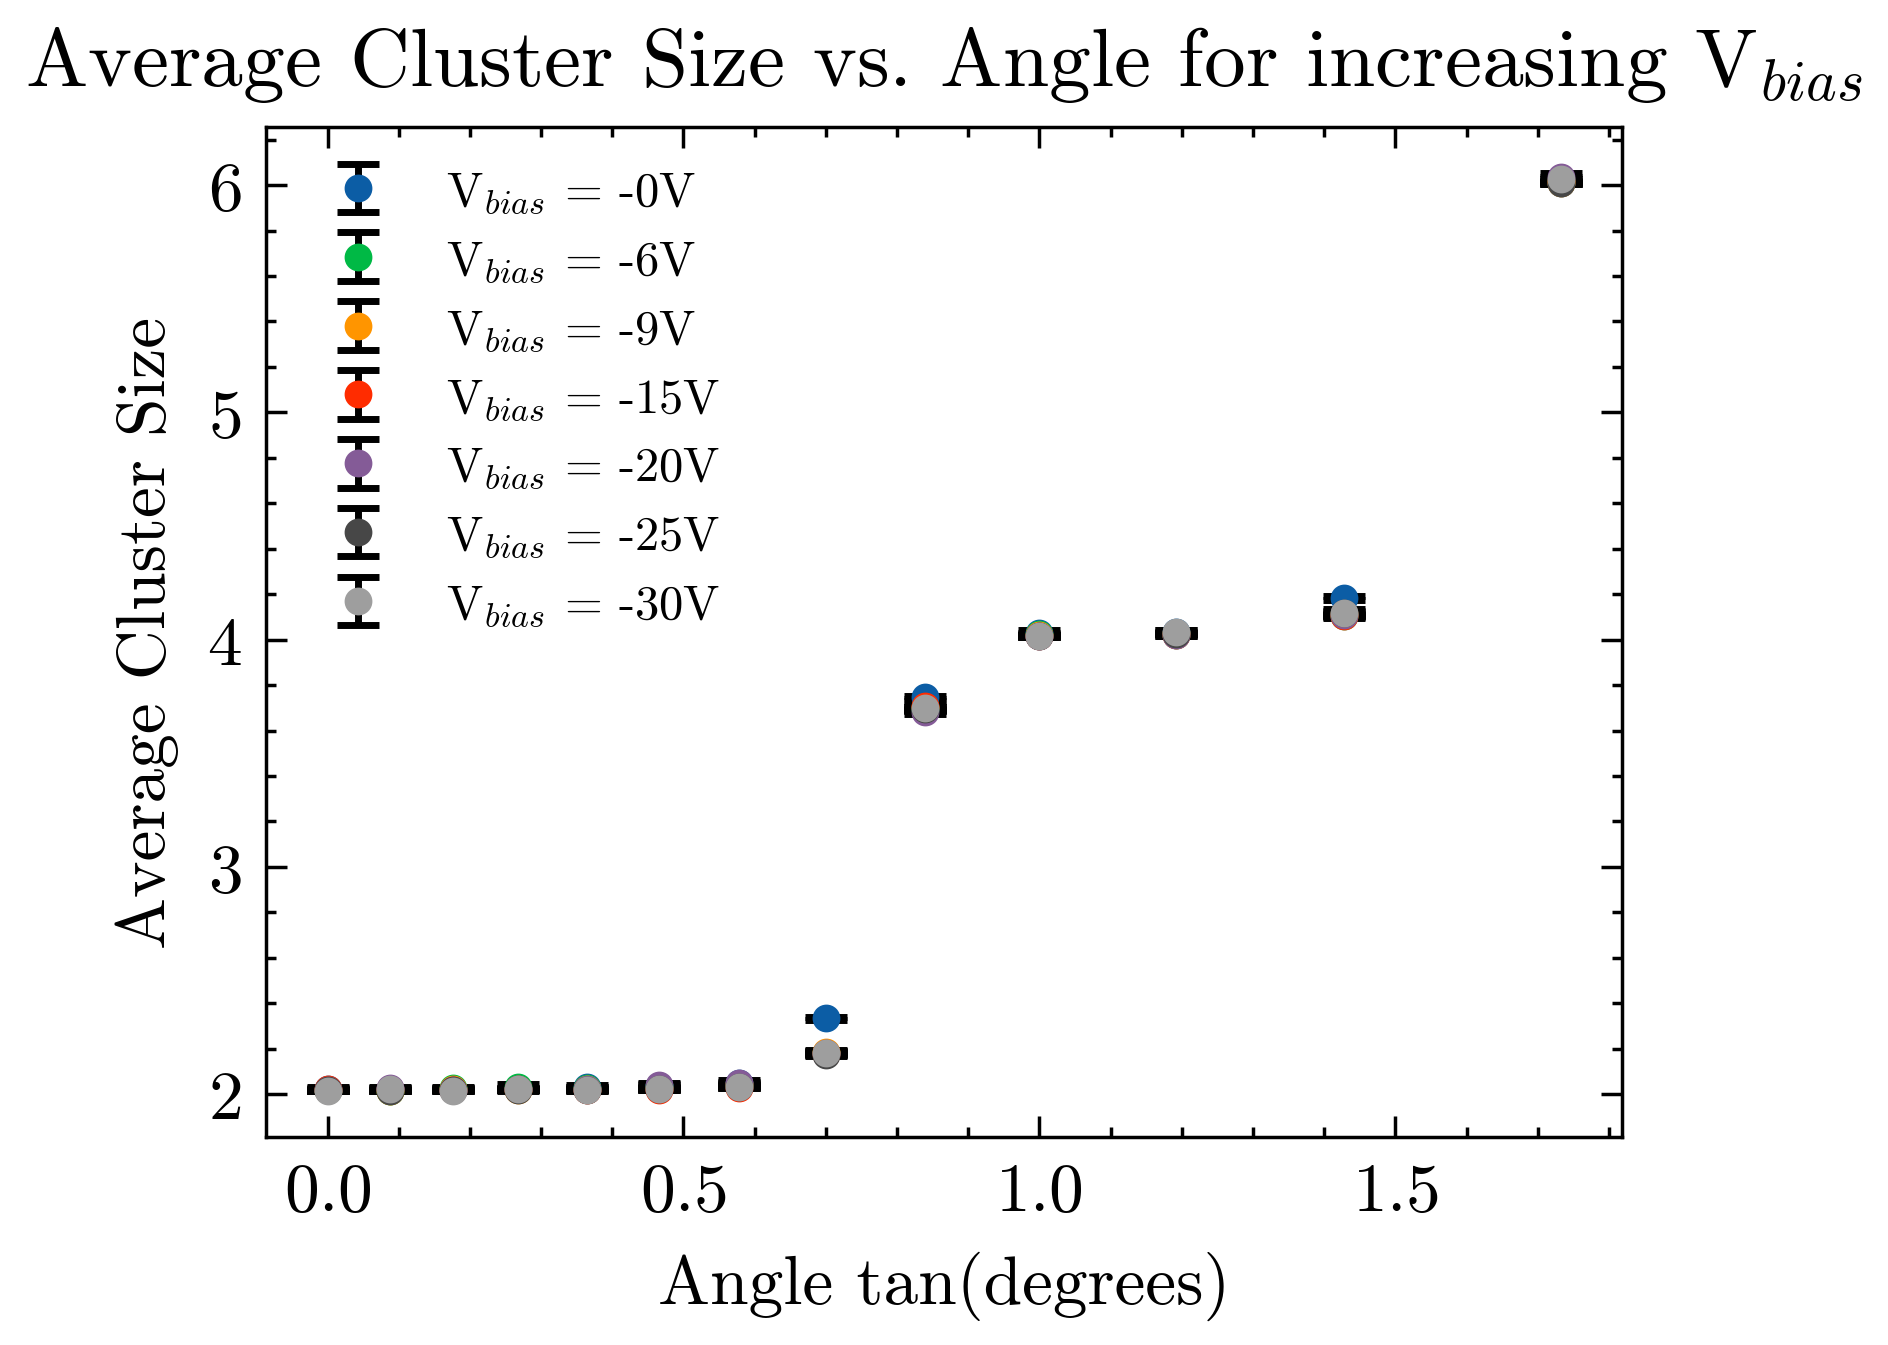 Average Cluster Size vs. Angle for increasing V_bias
6
5
4
3
2
Average Cluster Size
V_bias = -0V
V_bias = -6V
V_bias = -9V
V_bias = -15V
V_bias = -20V
V_bias = -25V
V_bias = -30V
0.0 0.5 1.0 1.5
Angle tan(degrees)